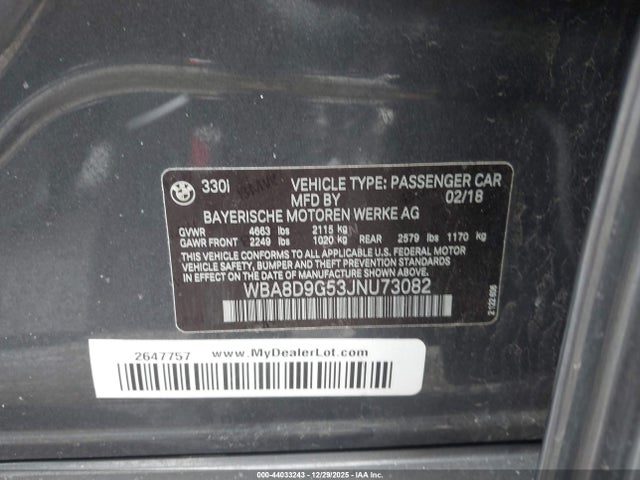 330i VEHICLE TYPE: PASSENGER CAR
MFD BY 02/18
BAYERISCHE MOTOREN WERKE AG
GVWR 4663 lbs 2115 kg
GAWR FRONT 2249 lbs 1020 kg REAR 2579 lbs 1170 kg
THIS VEHICLE CONFORMS TO ALL APPLICABLE U.S. FEDERAL MOTOR
VEHICLE SAFETY, BUMPER, AND THEFT PREVENTION STANDARDS IN
EFFECT ON THE DATE OF MANUFACTURE SHOWN ABOVE.
WBA8D9G53JNU73082
2647757 www.MyDealerLot.com
000-44033243 | 12/29/2025 - IAA Inc.